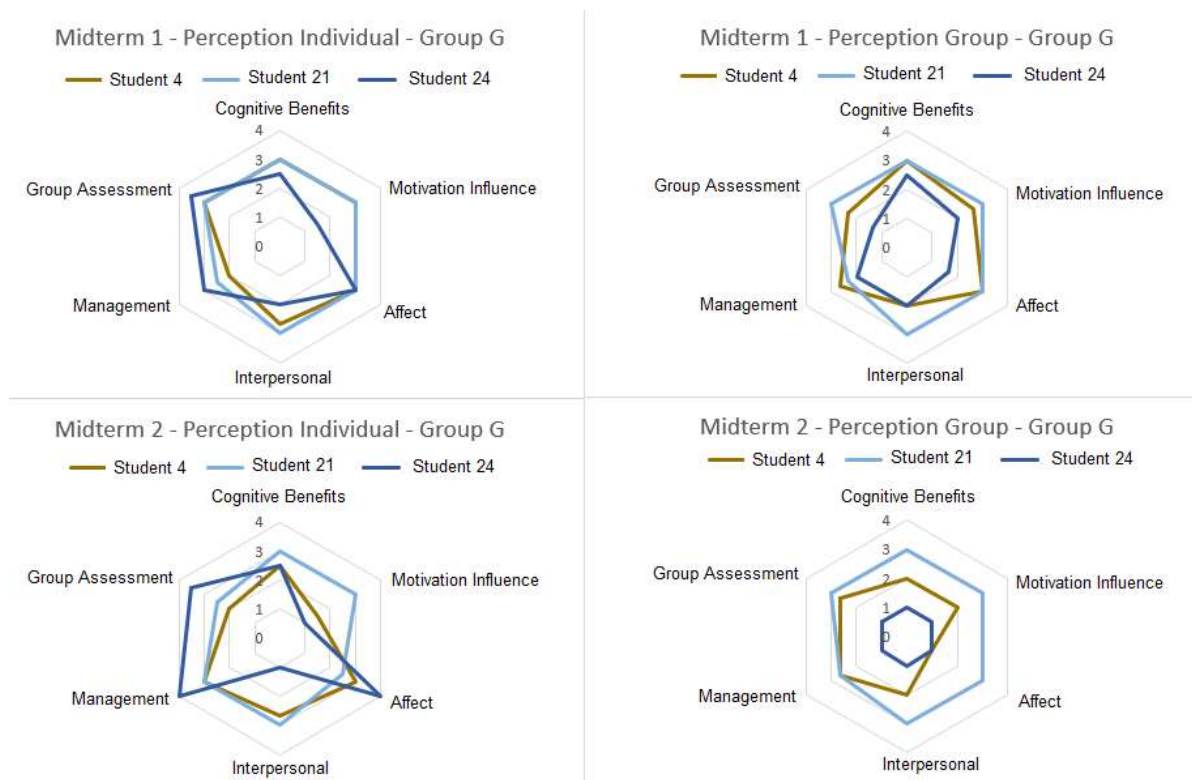 Midterm 1 - Perception Individual - Group G
Student 4 Student 21 Student 24
Cognitive Benefits
4
3
2
1
0
Group Assessment
Motivation Influence
Management
Affect
Interpersonal
Midterm 1 - Perception Group - Group G
Student 4 Student 21 Student 24
Cognitive Benefits
4
3
2
1
0
Group Assessment
Motivation Influence
Management
Affect
Interpersonal
Midterm 2 - Perception Individual - Group G
Student 4 Student 21 Student 24
Cognitive Benefits
4
3
2
1
0
Group Assessment
Motivation Influence
Management
Affect
Interpersonal
Midterm 2 - Perception Group - Group G
Student 4 Student 21 Student 24
Cognitive Benefits
4
3
2
1
0
Group Assessment
Motivation Influence
Management
Affect
Interpersonal